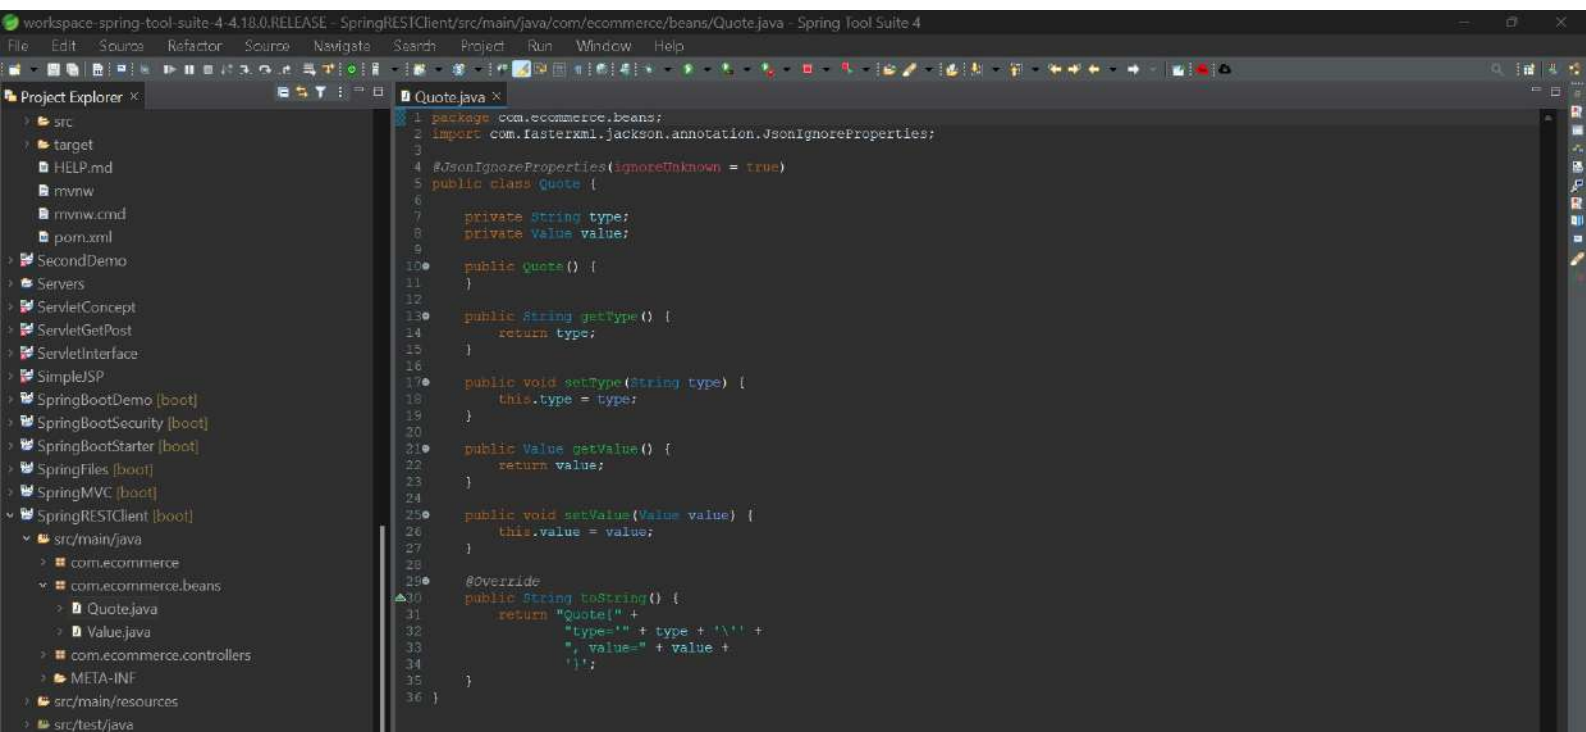 workspace-spring-tool-suite-4-4.18.0.RELEASE - SpringRESTClient/src/main/java/com/ecommerce/beans/Quote.java - Spring Tool Suite 4
File Edit Source Refactor Source Navigate Search Project Run Window Help
Project Explorer
src
target
HELP.md
mvnw
mvnw.cmd
pom.xml
SecondDemo
Servers
ServletConcept
ServletGetPost
ServletInterface
SimpleJSP
SpringBootDemo [boot]
SpringBootSecurity [boot]
SpringBootStarter [boot]
SpringFiles [boot]
SpringMVC [boot]
SpringRESTClient [boot]
src/main/java
com.ecommerce
com.ecommerce.beans
Quote.java
Value.java
com.ecommerce.controllers
META-INF
src/main/resources
src/test/java
Quote.java
1 package com.ecommerce.beans;
2 import com.fasterxml.jackson.annotation.JsonIgnoreProperties;
3
4 @JsonIgnoreProperties(ignoreUnknown = true)
5 public class Quote {
6
7 private String type;
8 private Value value;
9
10 public Quote() {
11 }
12
13 public String getType() {
14 return type;
15 }
16
17 public void setType(String type) {
18 this.type = type;
19 }
20
21 public Value getValue() {
22 return value;
23 }
24
25 public void setValue(Value value) {
26 this.value = value;
27 }
28
29 @Override
30 public String toString() {
31 return "Quote{" +
32 "type='" + type + '\'' +
33 ", value=" + value +
34 '}';
35 }
36 }